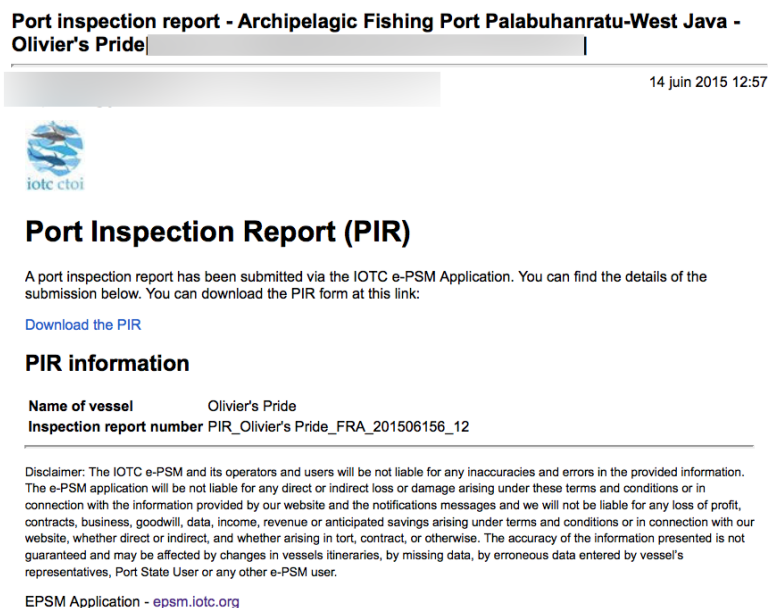 Port inspection report - Archipelagic Fishing Port Palabuhanratu-West Java -
Olivier's Pride
14 juin 2015 12:57
iotc ctoi
Port Inspection Report (PIR)
A port inspection report has been submitted via the IOTC e-PSM Application. You can find the details of the
submission below. You can download the PIR form at this link:
Download the PIR
PIR information
Name of vessel Olivier's Pride
Inspection report number PIR_Olivier's Pride_FRA_201506156_12
Disclaimer: The IOTC e-PSM and its operators and users will be not liable for any inaccuracies and errors in the provided information.
The e-PSM application will be not liable for any direct or indirect loss or damage arising under these terms and conditions or in
connection with the information provided by our website and the notifications messages and we will not be liable for any loss of profit,
contracts, business, goodwill, data, income, revenue or anticipated savings arising under terms and conditions or in connection with our
website, whether direct or indirect, and whether arising in tort, contract, or otherwise. The accuracy of the information presented is not
guaranteed and may be affected by changes in vessels itineraries, by missing data, by erroneous data entered by vessel's
representatives, Port State User or any other e-PSM user.
EPSM Application - epsm.iotc.org